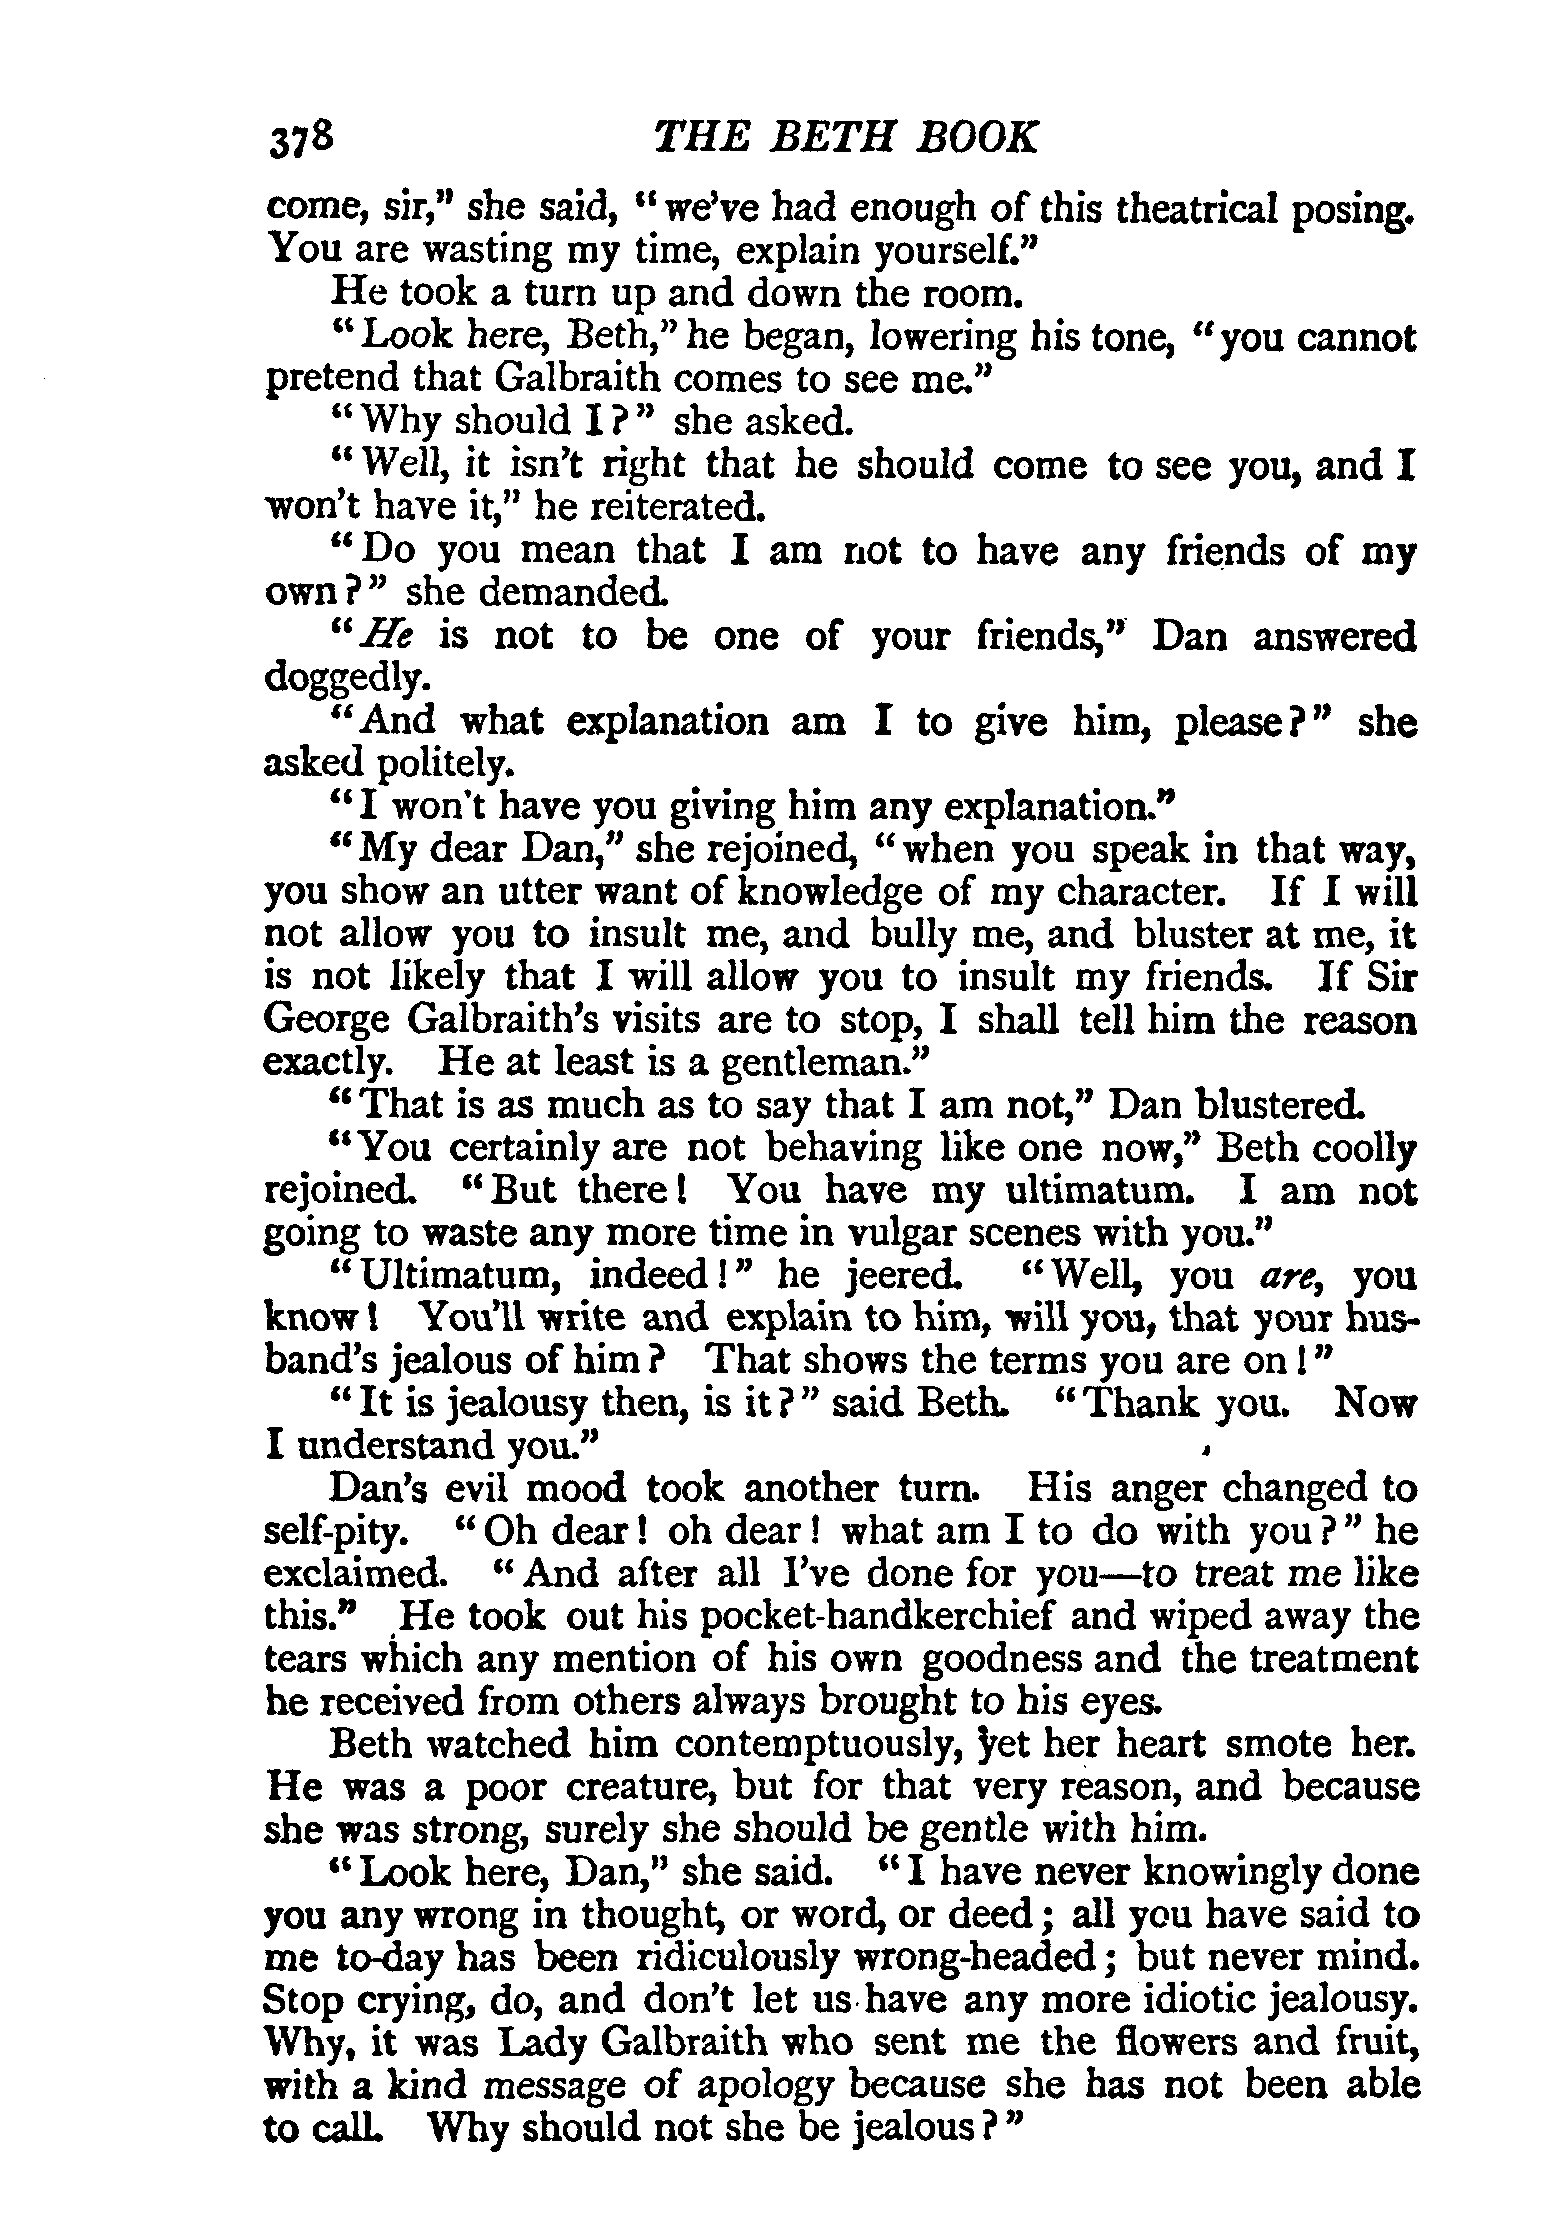 378 THE BETH BOOK
come, sir,” she said, “we’ve had enough of this theatrical posing.
You are wasting my time, explain yourself.”
He took a turn up and down the room.
“Look here, Beth,” he began, lowering his tone, “you cannot
pretend that Galbraith comes to see me.”
“Why should I?” she asked.
“Well, it isn’t right that he should come to see you, and I
won’t have it,” he reiterated.
“Do you mean that I am not to have any friends of my
own?” she demanded.
“He is not to be one of your friends,” Dan answered
doggedly.
“And what explanation am I to give him, please?” she
asked politely.
“I won’t have you giving him any explanation.”
“My dear Dan,” she rejoined, “when you speak in that way,
you show an utter want of knowledge of my character. If I will
not allow you to insult me, and bully me, and bluster at me, it
is not likely that I will allow you to insult my friends. If Sir
George Galbraith’s visits are to stop, I shall tell him the reason
exactly. He at least is a gentleman.”
“That is as much as to say that I am not,” Dan blustered.
“You certainly are not behaving like one now,” Beth coolly
rejoined. “But there! You have my ultimatum. I am not
going to waste any more time in vulgar scenes with you.”
“Ultimatum, indeed!” he jeered. “Well, you are, you
know! You’ll write and explain to him, will you, that your hus-
band’s jealous of him? That shows the terms you are on!”
“It is jealousy then, is it?” said Beth. “Thank you. Now
I understand you.”
Dan’s evil mood took another turn. His anger changed to
self-pity. “Oh dear! oh dear! what am I to do with you?” he
exclaimed. “And after all I’ve done for you—to treat me like
this.” He took out his pocket-handkerchief and wiped away the
tears which any mention of his own goodness and the treatment
he received from others always brought to his eyes.
Beth watched him contemptuously, yet her heart smote her.
He was a poor creature, but for that very reason, and because
she was strong, surely she should be gentle with him.
“Look here, Dan,” she said. “I have never knowingly done
you any wrong in thought, or word, or deed; all you have said to
me to-day has been ridiculously wrong-headed; but never mind.
Stop crying, do, and don’t let us have any more idiotic jealousy.
Why, it was Lady Galbraith who sent me the flowers and fruit,
with a kind message of apology because she has not been able
to call. Why should not she be jealous?”